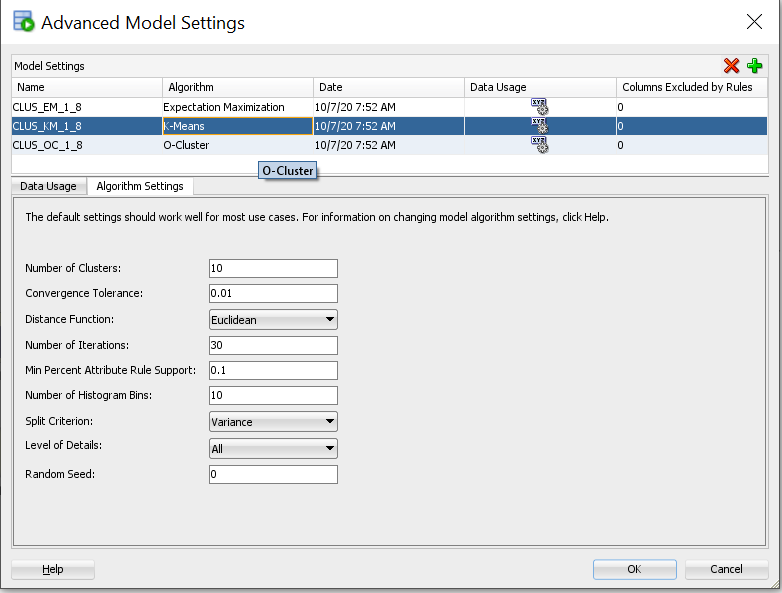 Advanced Model Settings
Model Settings
Name Algorithm Date Data Usage Columns Excluded by Rules
CLUS_EM_1_8 Expectation Maximization 10/7/20 7:52 AM XYZ 0
CLUS_KM_1_8 K-Means 10/7/20 7:52 AM XYZ 0
CLUS_OC_1_8 O-Cluster 10/7/20 7:52 AM XYZ 0
O-Cluster
Data Usage Algorithm Settings
The default settings should work well for most use cases. For information on changing model algorithm settings, click Help.
Number of Clusters: 10
Convergence Tolerance: 0.01
Distance Function: Euclidean
Number of Iterations: 30
Min Percent Attribute Rule Support: 0.1
Number of Histogram Bins: 10
Split Criterion: Variance
Level of Details: All
Random Seed: 0
Help OK Cancel